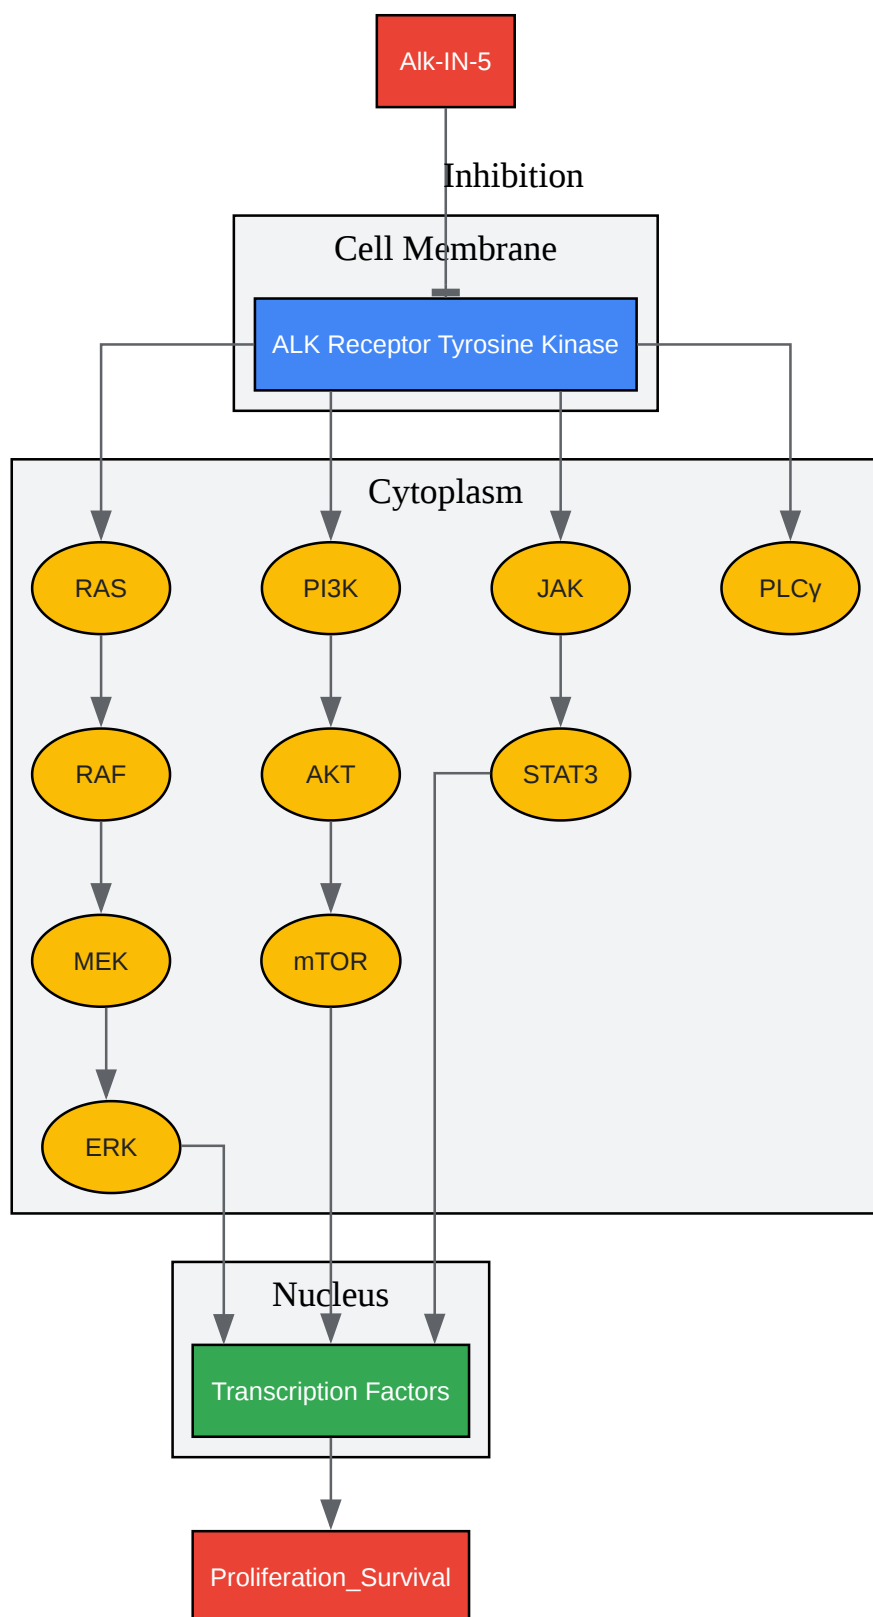 Alk-IN-5
Inhibition
Cell Membrane
ALK Receptor Tyrosine Kinase
Cytoplasm
RAS
PI3K
JAK
PLCγ
RAF
AKT
STAT3
MEK
mTOR
ERK
Nucleus
Transcription Factors
Proliferation_Survival